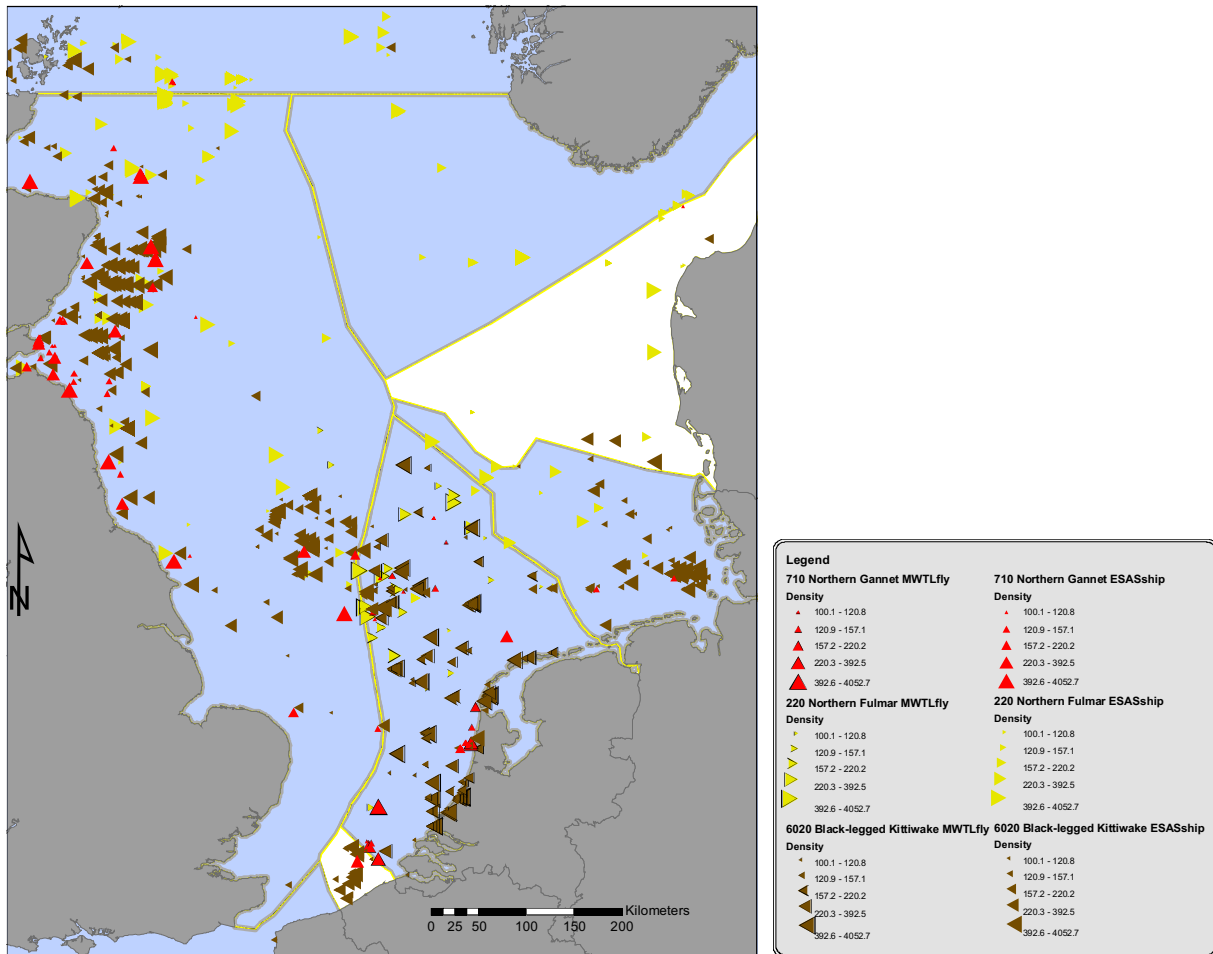 N
Kilometers
0 25 50 100 150 200
Legend
710 Northern Gannet MWTLfly
Density
100.1 - 120.8
120.9 - 157.1
157.2 - 220.2
220.3 - 392.5
392.6 - 4052.7
710 Northern Gannet ESASship
Density
100.1 - 120.8
120.9 - 157.1
157.2 - 220.2
220.3 - 392.5
392.6 - 4052.7
220 Northern Fulmar MWTLfly
Density
100.1 - 120.8
120.9 - 157.1
157.2 - 220.2
220.3 - 392.5
392.6 - 4052.7
220 Northern Fulmar ESASship
Density
100.1 - 120.8
120.9 - 157.1
157.2 - 220.2
220.3 - 392.5
392.6 - 4052.7
6020 Black-legged Kittiwake MWTLfly
Density
100.1 - 120.8
120.9 - 157.1
157.2 - 220.2
220.3 - 392.5
392.6 - 4052.7
6020 Black-legged Kittiwake ESASship
Density
100.1 - 120.8
120.9 - 157.1
157.2 - 220.2
220.3 - 392.5
392.6 - 4052.7